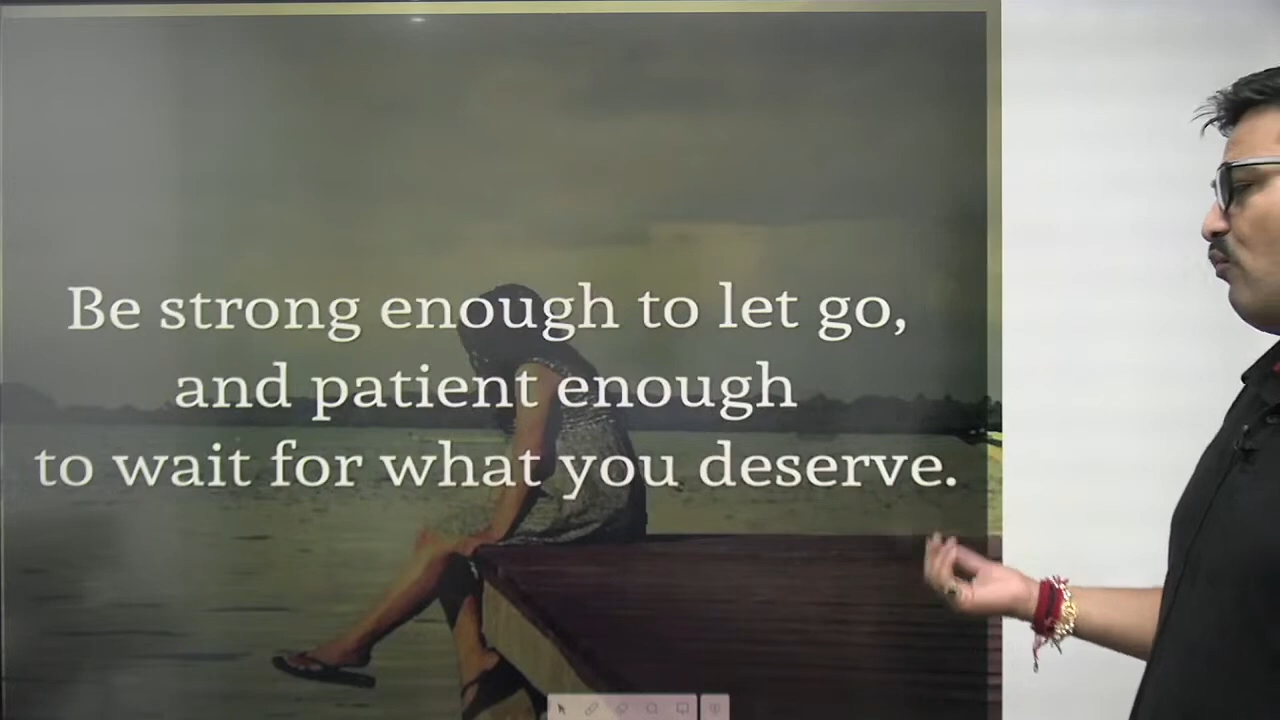 Be strong enough to let go,
and patient enough
to wait for what you deserve.